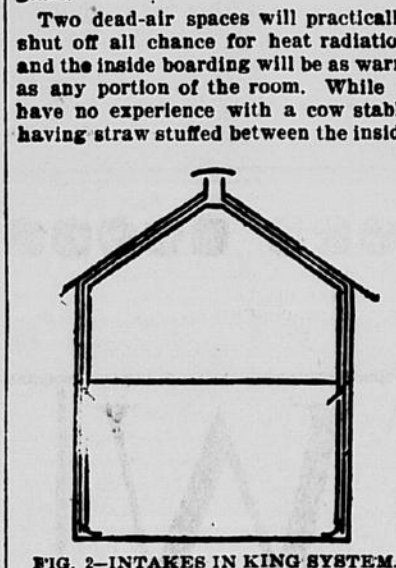 Two dead-air spaces will practicall
shut off all chance for heat radiatio
and the inside boarding will be as warm
as any portion of the room. While
have no experience with a cow stabl
having straw stuffed between the insid
FIG. 2—INTAKES IN KING SYSTEM.